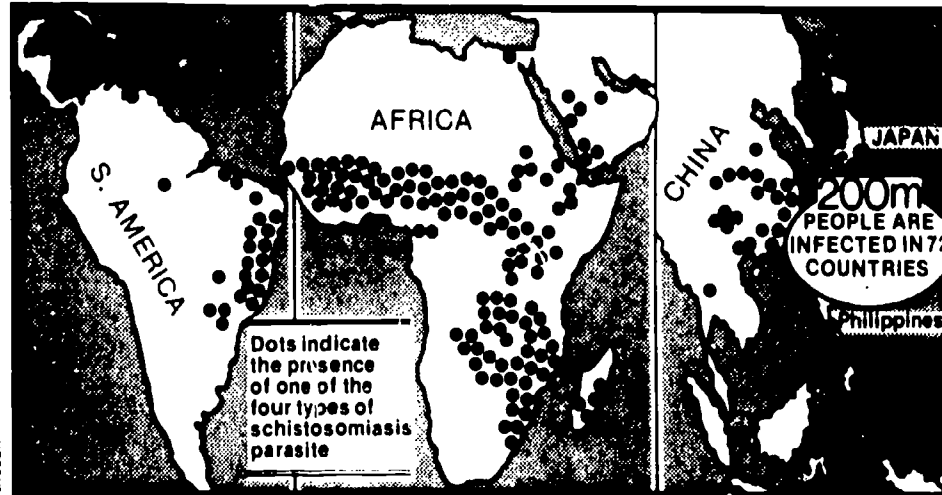 S. AMERICA
AFRICA
CHINA
JAPAN
200m
PEOPLE ARE
INFECTED IN 72
COUNTRIES
Philippines
Dots indicate
the presence
of one of the
four types of
schistosomiasis
parasite